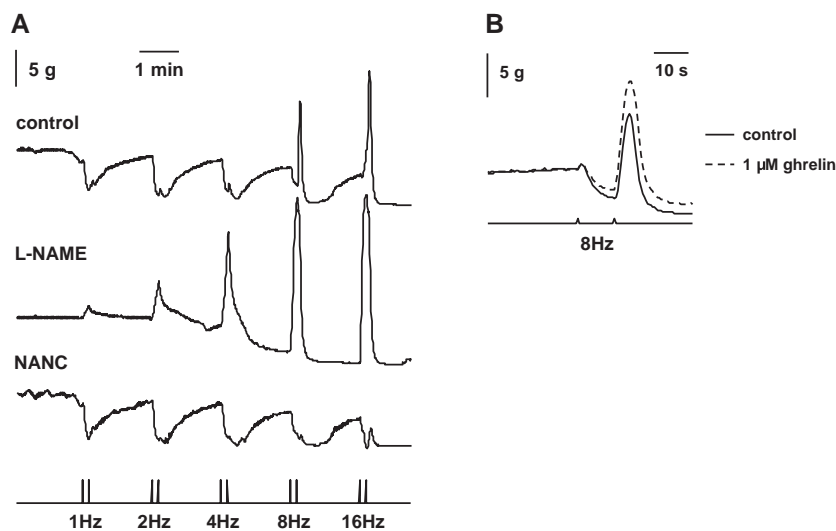 A
5 g
1 min
control
L-NAME
NANC
1Hz 2Hz 4Hz 8Hz 16Hz
B
5 g
10 s
control
1 µM ghrelin
8Hz